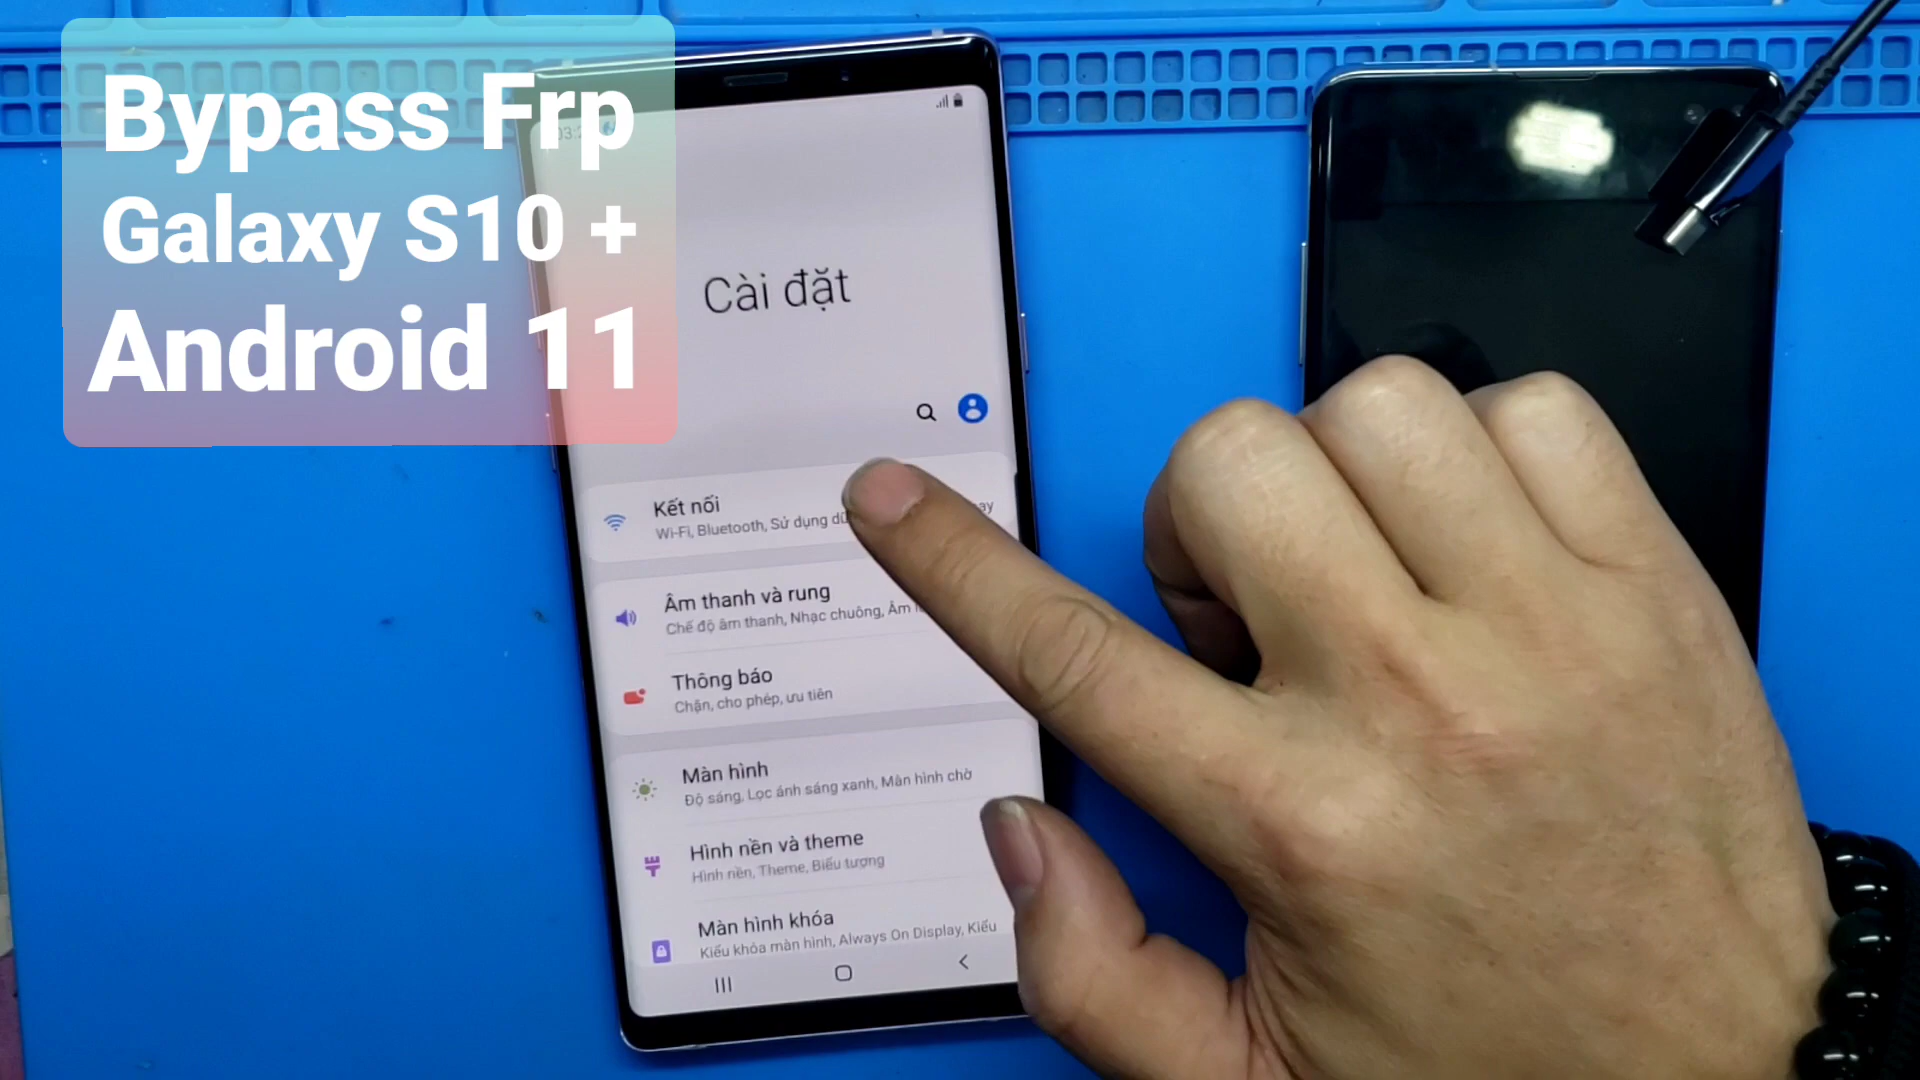 Bypass Frp
Galaxy S10 +
Android 11
Cài đặt
Kết nối
Wi-Fi, Bluetooth, Sử dụng
Âm thanh và rung
Chế độ âm thanh, Nhạc chuông, Âm
Thông báo
Chặn, cho phép, ưu tiên
Màn hình
Độ sáng, Lọc ánh sáng xanh, Màn hình chờ
Hình nền và theme
Hình nền, Theme, Biểu tượng
Màn hình khóa
Kiểu khóa màn hình, Always On Display, Kiểu